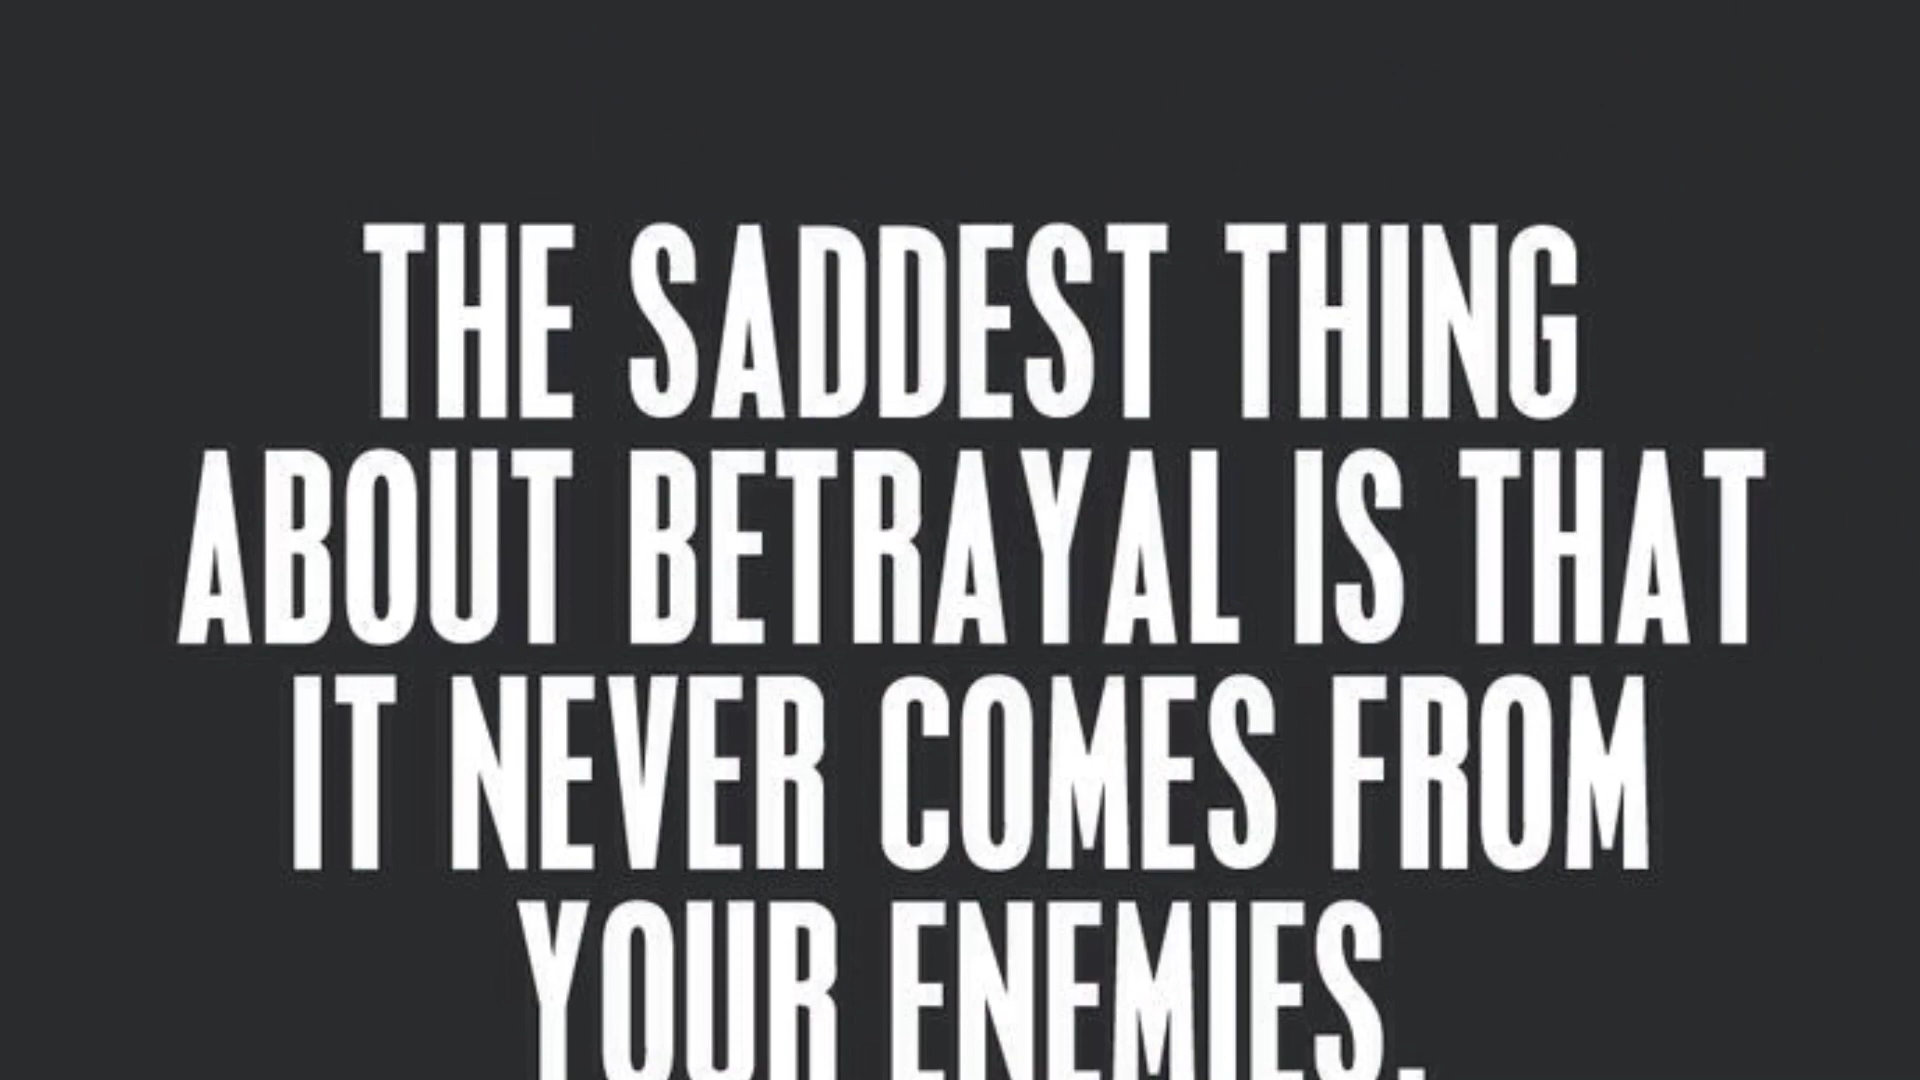 THE SADDEST THING
ABOUT BETRAYAL IS THAT
IT NEVER COMES FROM
YOUR ENEMIES.